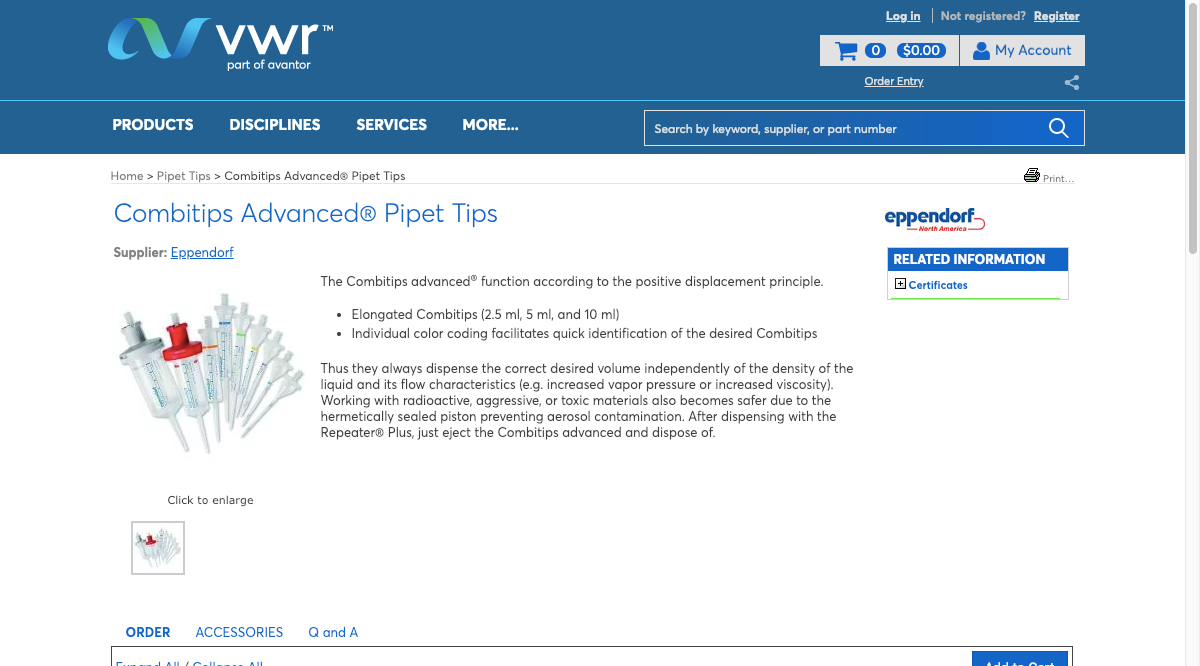 Log in
Not registered? Register
vwr™
part of avantor
0 $0.00
My Account
Order Entry
PRODUCTS DISCIPLINES SERVICES MORE...
Search by keyword, supplier, or part number
Home > Pipet Tips > Combitips Advanced® Pipet Tips
Print...
Combitips Advanced® Pipet Tips
eppendorf
North America
Supplier: Eppendorf
RELATED INFORMATION
Certificates
The Combitips advanced® function according to the positive displacement principle.
• Elongated Combitips (2.5 ml, 5 ml, and 10 ml)
• Individual color coding facilitates quick identification of the desired Combitips
Thus they always dispense the correct desired volume independently of the density of the
liquid and its flow characteristics (e.g. increased vapor pressure or increased viscosity).
Working with radioactive, aggressive, or toxic materials also becomes safer due to the
hermetically sealed piston preventing aerosol contamination. After dispensing with the
Repeater® Plus, just eject the Combitips advanced and dispose of.
Click to enlarge
ORDER ACCESSORIES Q and A
Expand All / Collapse All
Add to Cart